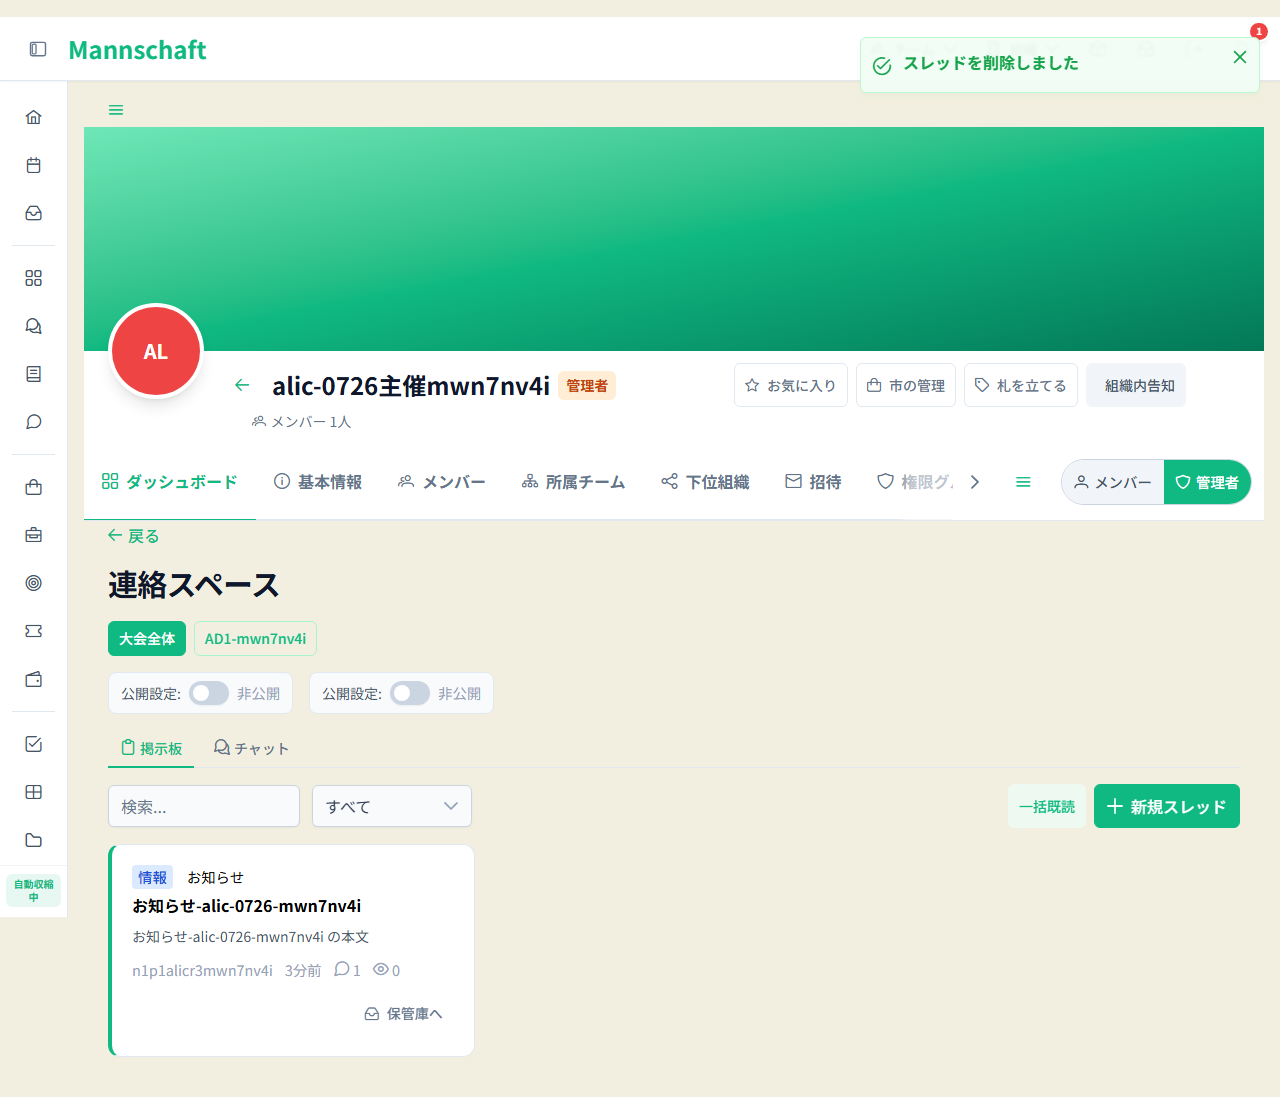 Mannschaft
1
スレッドを削除しました
AL
alic-0726主催mwn7nv4i
管理者
お気に入り
市の管理
札を立てる
組織内告知
メンバー 1人
ダッシュボード
基本情報
メンバー
所属チーム
下位組織
招待
権限グ
メンバー
管理者
戻る
連絡スペース
大会全体
AD1-mwn7nv4i
公開設定:
非公開
公開設定:
非公開
掲示板
チャット
検索...
すべて
一括既読
新規スレッド
情報
お知らせ
お知らせ-alic-0726-mwn7nv4i
お知らせ-alic-0726-mwn7nv4i の本文
n1p1alicr3mwn7nv4i 3分前 1 0
保管庫へ
自動収縮
中